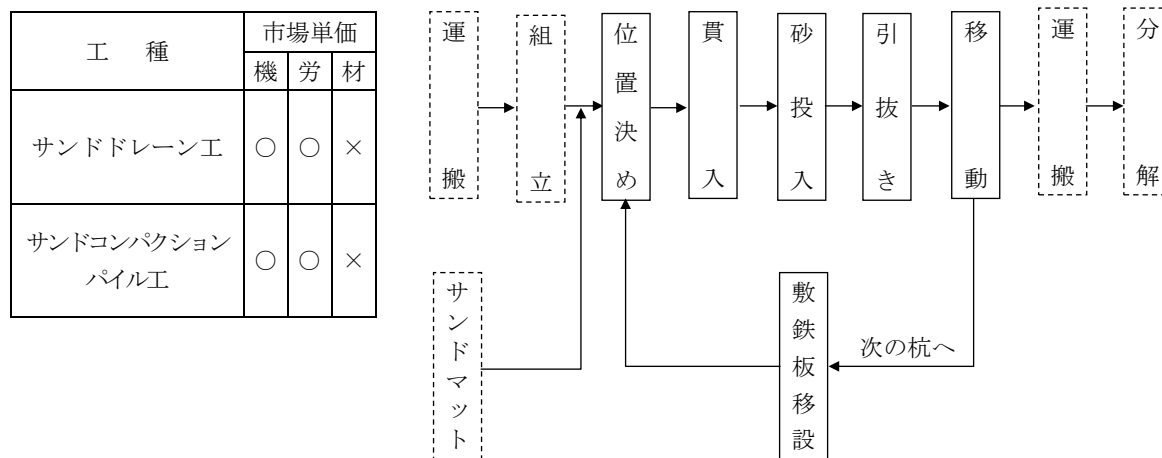 工 種
市場単価
機 労 材
サンドドレーン工 ○ ○ ×
サンドコンパクション
パイル工
○ ○ ×
運搬
組立
位置決め
貫入
砂投入
引抜き
移動
運搬
分解
サンドマット
敷鉄板移設
次の杭へ